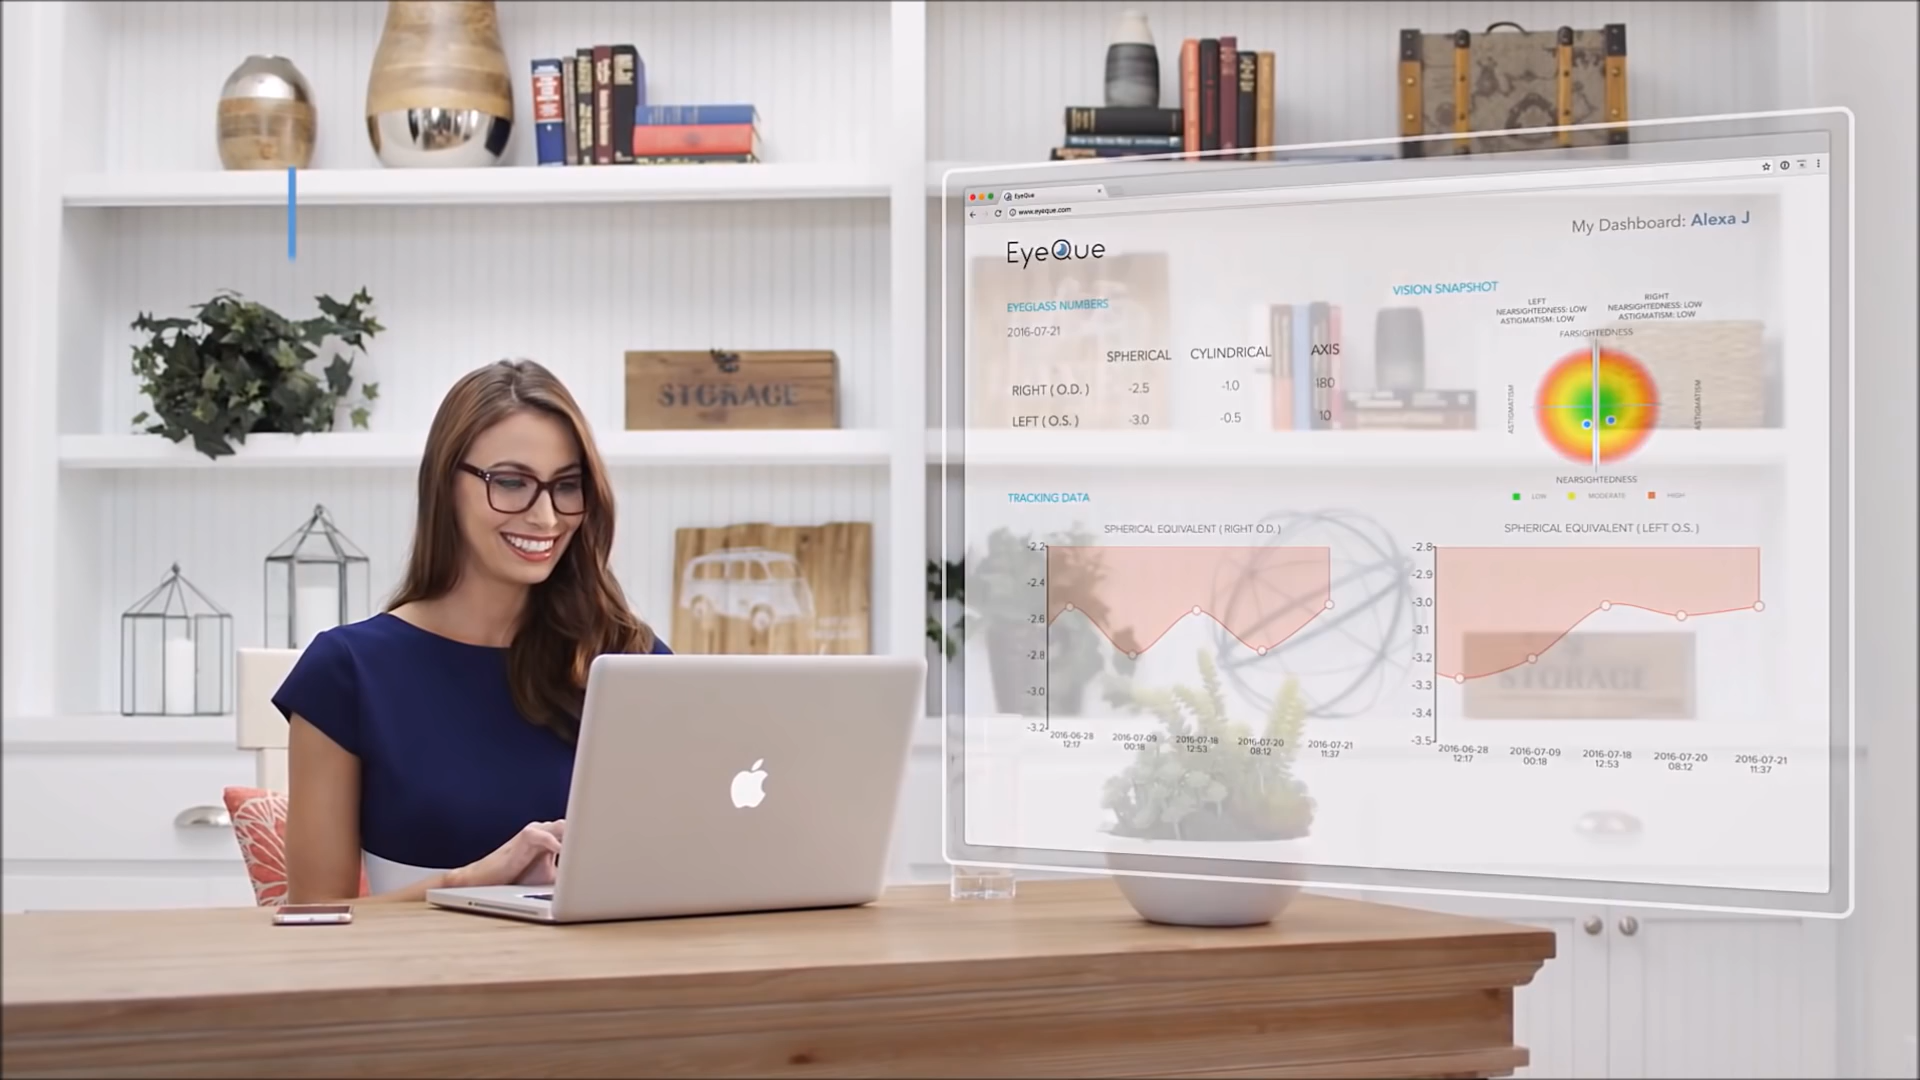 STORAGE
EyeQue
www.eyeque.com
My Dashboard: Alexa J
EyeQue
EYEGLASS NUMBERS
2016-07-21
SPHERICAL CYLINDRICAL AXIS
RIGHT ( O.D. ) -2.5 -1.0 180
LEFT ( O.S. ) -3.0 -0.5 10
VISION SNAPSHOT
LEFT
NEARSIGHTEDNESS: LOW
ASTIGMATISM: LOW
RIGHT
NEARSIGHTEDNESS: LOW
ASTIGMATISM: LOW
FARSIGHTEDNESS
ASTIGMATISM
ASTIGMATISM
NEARSIGHTEDNESS
LOW MODERATE HIGH
TRACKING DATA
SPHERICAL EQUIVALENT ( RIGHT O.D. )
-2.2
-2.4
-2.6
-2.8
-3.0
-3.2
2016-06-28 2016-07-09 2016-07-18 2016-07-20 2016-07-21
12:17 00:18 12:53 08:12 11:37
SPHERICAL EQUIVALENT ( LEFT O.S. )
-2.8
-2.9
-3.0
-3.1
-3.2
-3.3
-3.4
-3.5
2016-06-28 2016-07-09 2016-07-18 2016-07-20 2016-07-21
12:17 00:18 12:53 08:12 11:37
STORAGE